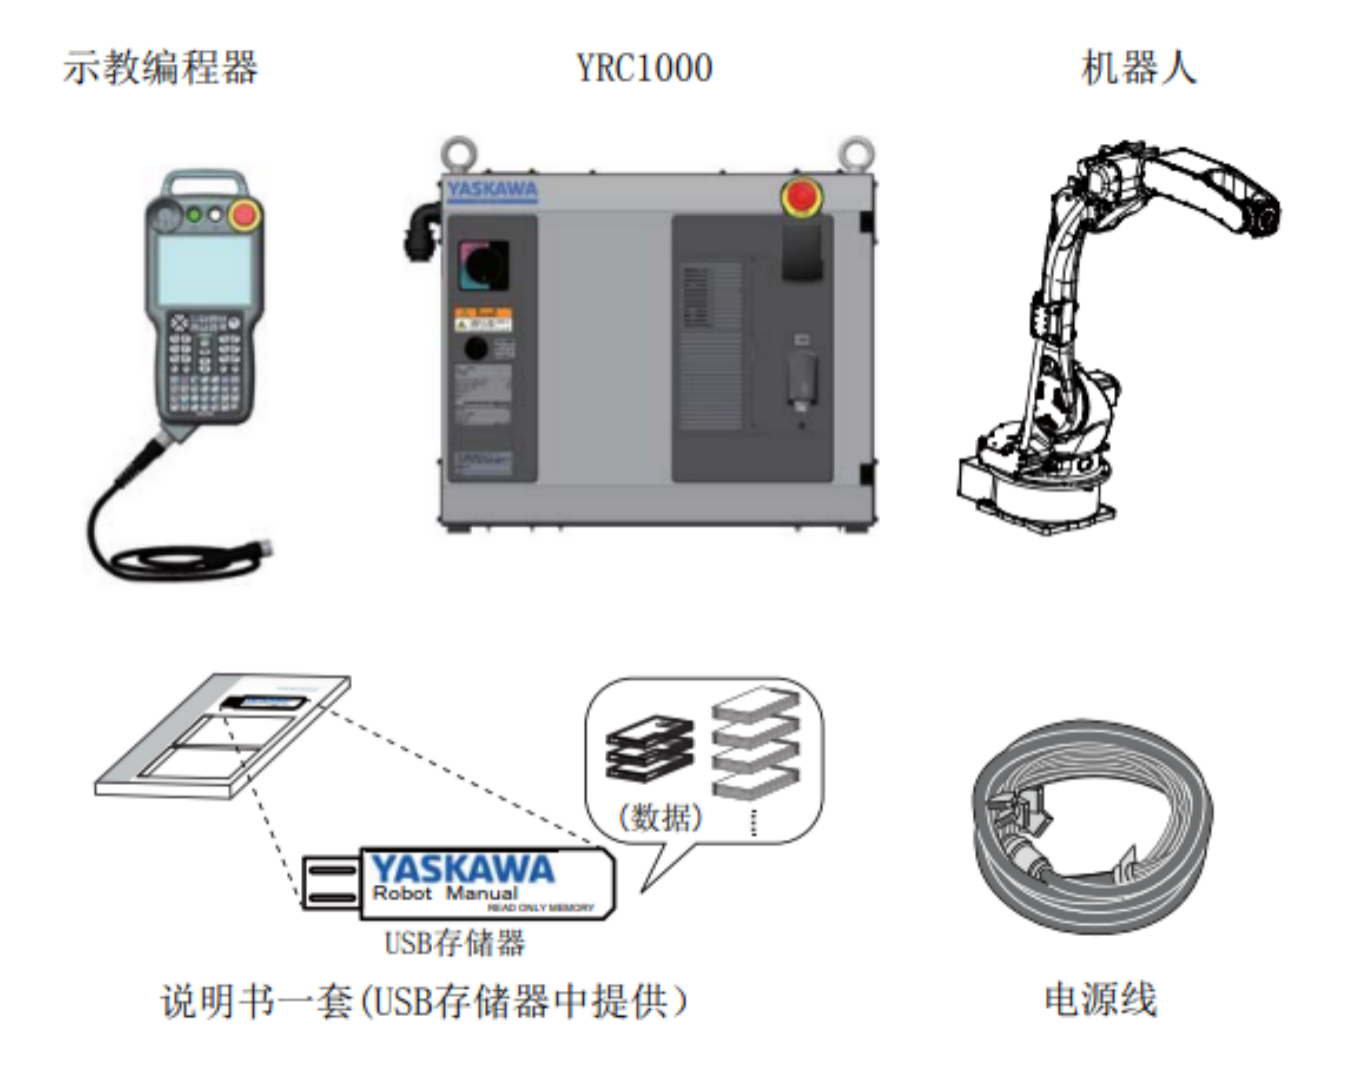 示教编程器
YRC1000
机器人
YASKAWA
(数据)
YASKAWA
Robot Manual
READ ONLY MEMORY
USB存储器
说明书一套(USB存储器中提供)
电源线